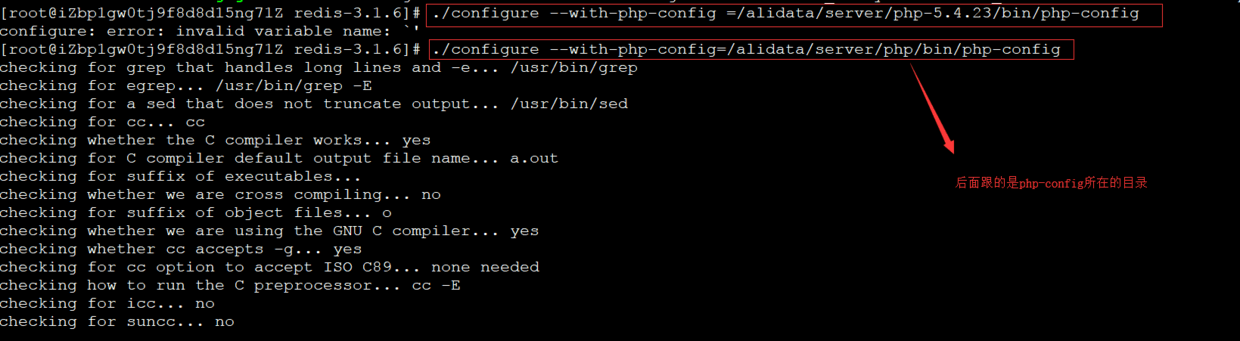 [root@iZbp1gw0tj9f8d8d15ng71Z redis-3.1.6]# ./configure --with-php-config =/alidata/server/php-5.4.23/bin/php-config
configure: error: invalid variable name: `'
[root@iZbp1gw0tj9f8d8d15ng71Z redis-3.1.6]# ./configure --with-php-config=/alidata/server/php/bin/php-config
checking for grep that handles long lines and -e... /usr/bin/grep
checking for egrep... /usr/bin/grep -E
checking for a sed that does not truncate output... /usr/bin/sed
checking for cc... cc
checking whether the C compiler works... yes
checking for C compiler default output file name... a.out
checking for suffix of executables...
checking whether we are cross compiling... no
后面跟的是php-config所在的目录
checking for suffix of object files... o
checking whether we are using the GNU C compiler... yes
checking whether cc accepts -g... yes
checking for cc option to accept ISO C89... none needed
checking how to run the C preprocessor... cc -E
checking for icc... no
checking for suncc... no